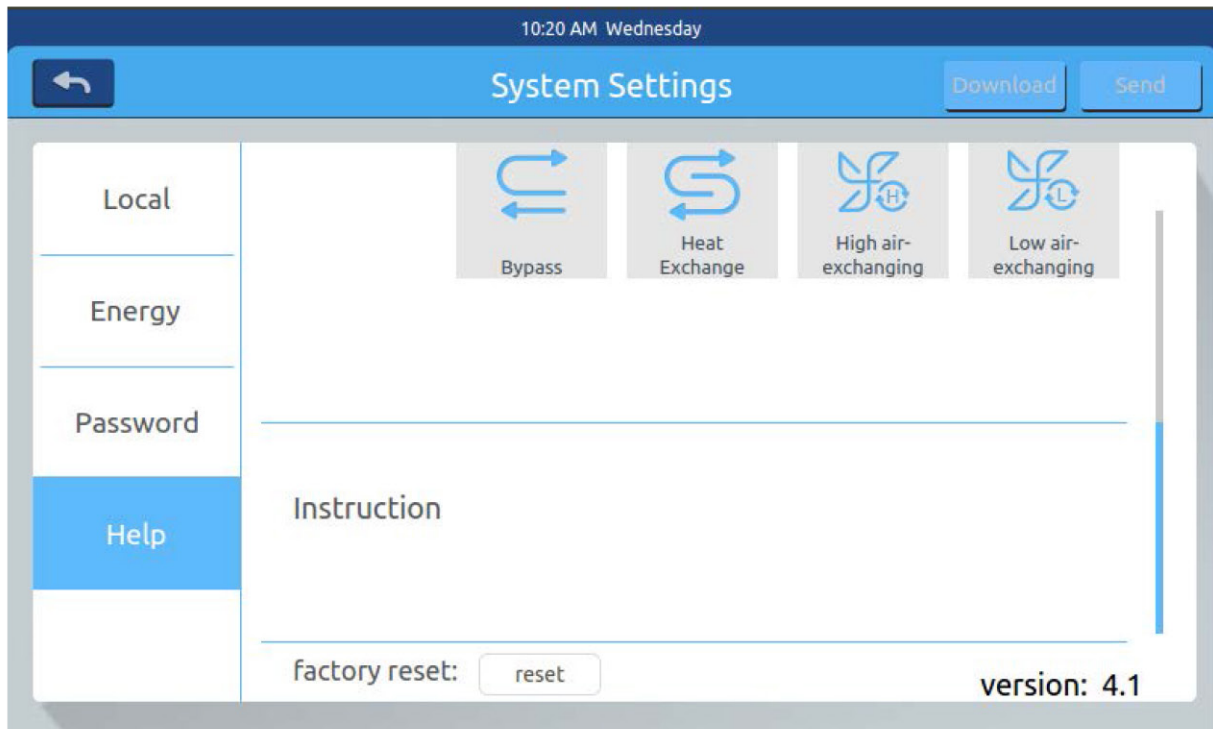 10:20 AM Wednesday
System Settings
Download
Send
Local
Energy
Password
Help
Bypass
Heat
Exchange
H
High air-
exchanging
L
Low air-
exchanging
Instruction
factory reset:
reset
version: 4.1